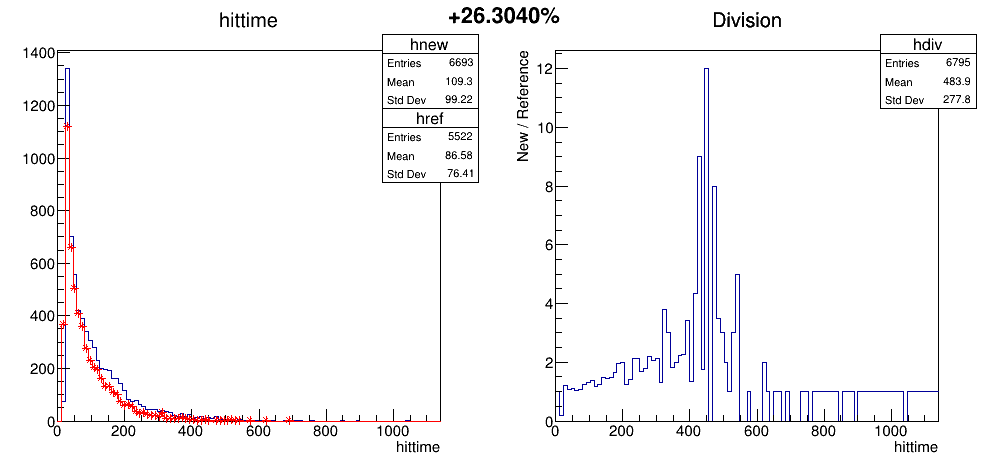 +26.3040%
hittime
hnew
Entries 6693
Mean 109.3
Std Dev 99.22
href
Entries 5522
Mean 86.58
Std Dev 76.41
1400
1200
1000
800
600
400
200
0
0 200 400 600 800 1000
hittime
Division
hdiv
Entries 6795
Mean 483.9
Std Dev 277.8
New / Reference
12
10
8
6
4
2
0
0 200 400 600 800 1000
hittime